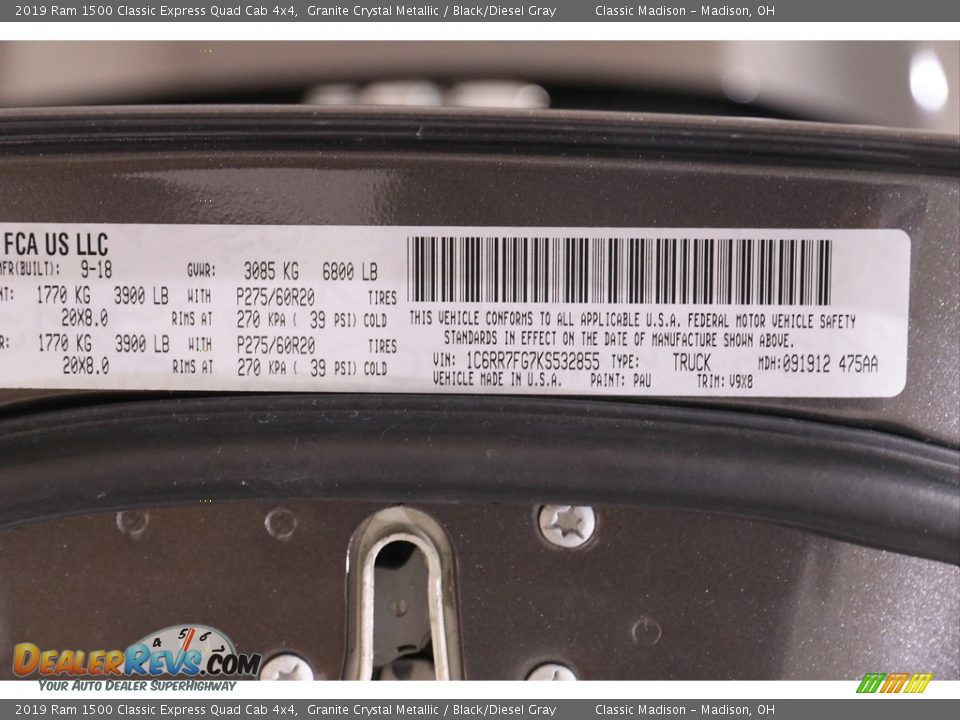 2019 Ram 1500 Classic Express Quad Cab 4x4, Granite Crystal Metallic / Black/Diesel Gray Classic Madison - Madison, OH
FCA US LLC
MFR(BUILT): 9-18 GVWR: 3085 KG 6800 LB
NT: 1770 KG 3900 LB WITH P275/60R20 TIRES
20X8.0 RIMS AT 270 KPA ( 39 PSI) COLD
R: 1770 KG 3900 LB WITH P275/60R20 TIRES
20X8.0 RIMS AT 270 KPA ( 39 PSI) COLD
THIS VEHICLE CONFORMS TO ALL APPLICABLE U.S.A. FEDERAL MOTOR VEHICLE SAFETY
STANDARDS IN EFFECT ON THE DATE OF MANUFACTURE SHOWN ABOVE.
VIN: 1C6RR7FG7KS532855 TYPE: TRUCK MDH:091912 475AA
VEHICLE MADE IN U.S.A. PAINT: PAU TRIM: V9X8
4 5 6
DealerRevs.com
Your Auto Dealer SuperHighway
2019 Ram 1500 Classic Express Quad Cab 4x4, Granite Crystal Metallic / Black/Diesel Gray Classic Madison - Madison, OH